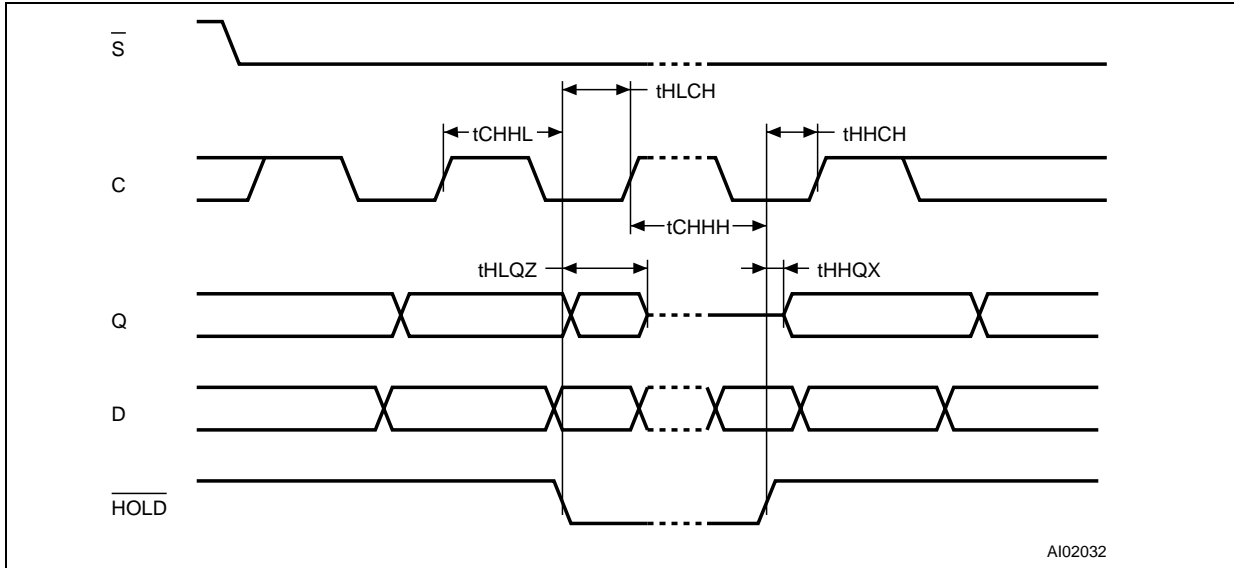 S
tHLCH
tCHHL
tHHCH
C
tCHHH
tHLQZ
tHHQX
Q
D
HOLD
AI02032